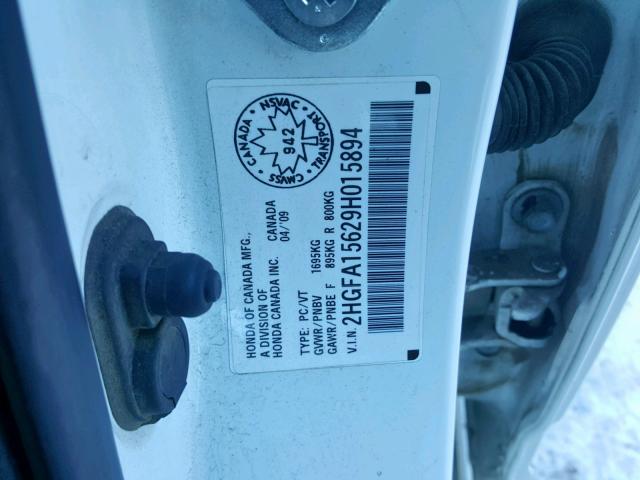 CANADA · NSVAC
942
CMVSS · TRANSPORT
HONDA OF CANADA MFG.,
A DIVISION OF
HONDA CANADA INC. CANADA
04/'09
TYPE: PC/VT
GVWR/PNBV 1695KG
GAWR/PNBE F 895KG R 800KG
V.I.N. 2HGFA15629H015894